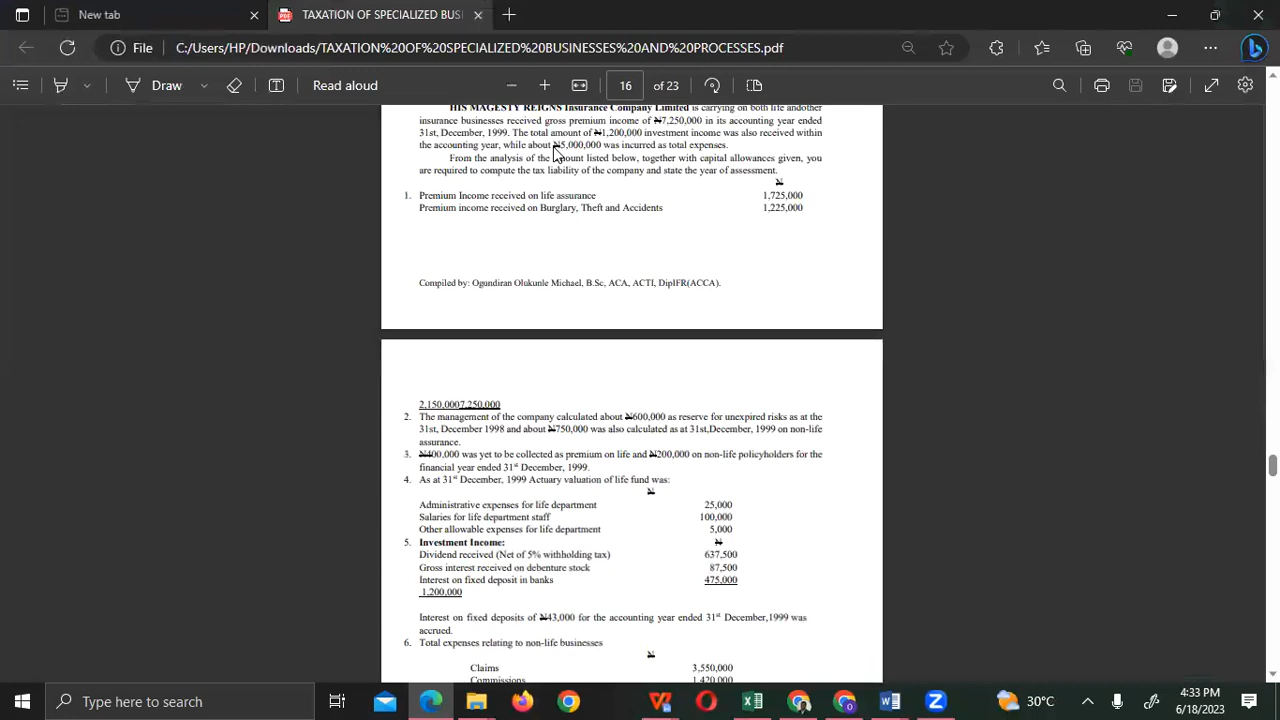 New tab
TAXATION OF SPECIALIZED BUS
File
C:/Users/HP/Downloads/TAXATION%20OF%20SPECIALIZED%20BUSINESSES%20AND%20PROCESSES.pdf
Draw
Read aloud
16 of 23
HIS MAGESTY REIGNS Insurance Company Limited is carrying on both life andother
insurance businesses received gross premium income of ₦7,250,000 in its accounting year ended
31st, December, 1999. The total amount of ₦1,200,000 investment income was also received within
the accounting year, while about ₦5,000,000 was incurred as total expenses.
From the analysis of the amount listed below, together with capital allowances given, you
are required to compute the tax liability of the company and state the year of assessment.
₦
1. Premium Income received on life assurance 1,725,000
Premium income received on Burglary, Theft and Accidents 1,225,000
Compiled by: Ogundiran Olukunle Michael, B.Sc, ACA, ACTI, DipIFR(ACCA).
2,150,0007,250,000
2. The management of the company calculated about ₦600,000 as reserve for unexpired risks as at the
31st, December 1998 and about ₦750,000 was also calculated as at 31st,December, 1999 on non-life
assurance.
3. ₦400,000 was yet to be collected as premium on life and ₦200,000 on non-life policyholders for the
financial year ended 31st December, 1999.
4. As at 31st December, 1999 Actuary valuation of life fund was:
₦
Administrative expenses for life department 25,000
Salaries for life department staff 100,000
Other allowable expenses for life department 5,000
5. Investment Income: ₦
Dividend received (Net of 5% withholding tax) 637,500
Gross interest received on debenture stock 87,500
Interest on fixed deposit in banks 475,000
1,200,000
Interest on fixed deposits of ₦43,000 for the accounting year ended 31st December,1999 was
accrued.
6. Total expenses relating to non-life businesses
₦
Claims 3,550,000
Commissions 1,420,000
Type here to search
30°C
4:33 PM
6/18/2023